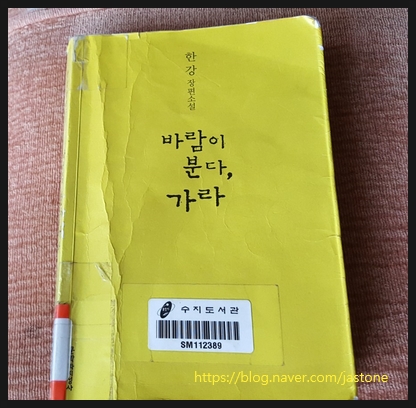 한강 장편소설
바람이
분다,
가라
수지도서관
SM112389
https://blog.naver.com/jastone